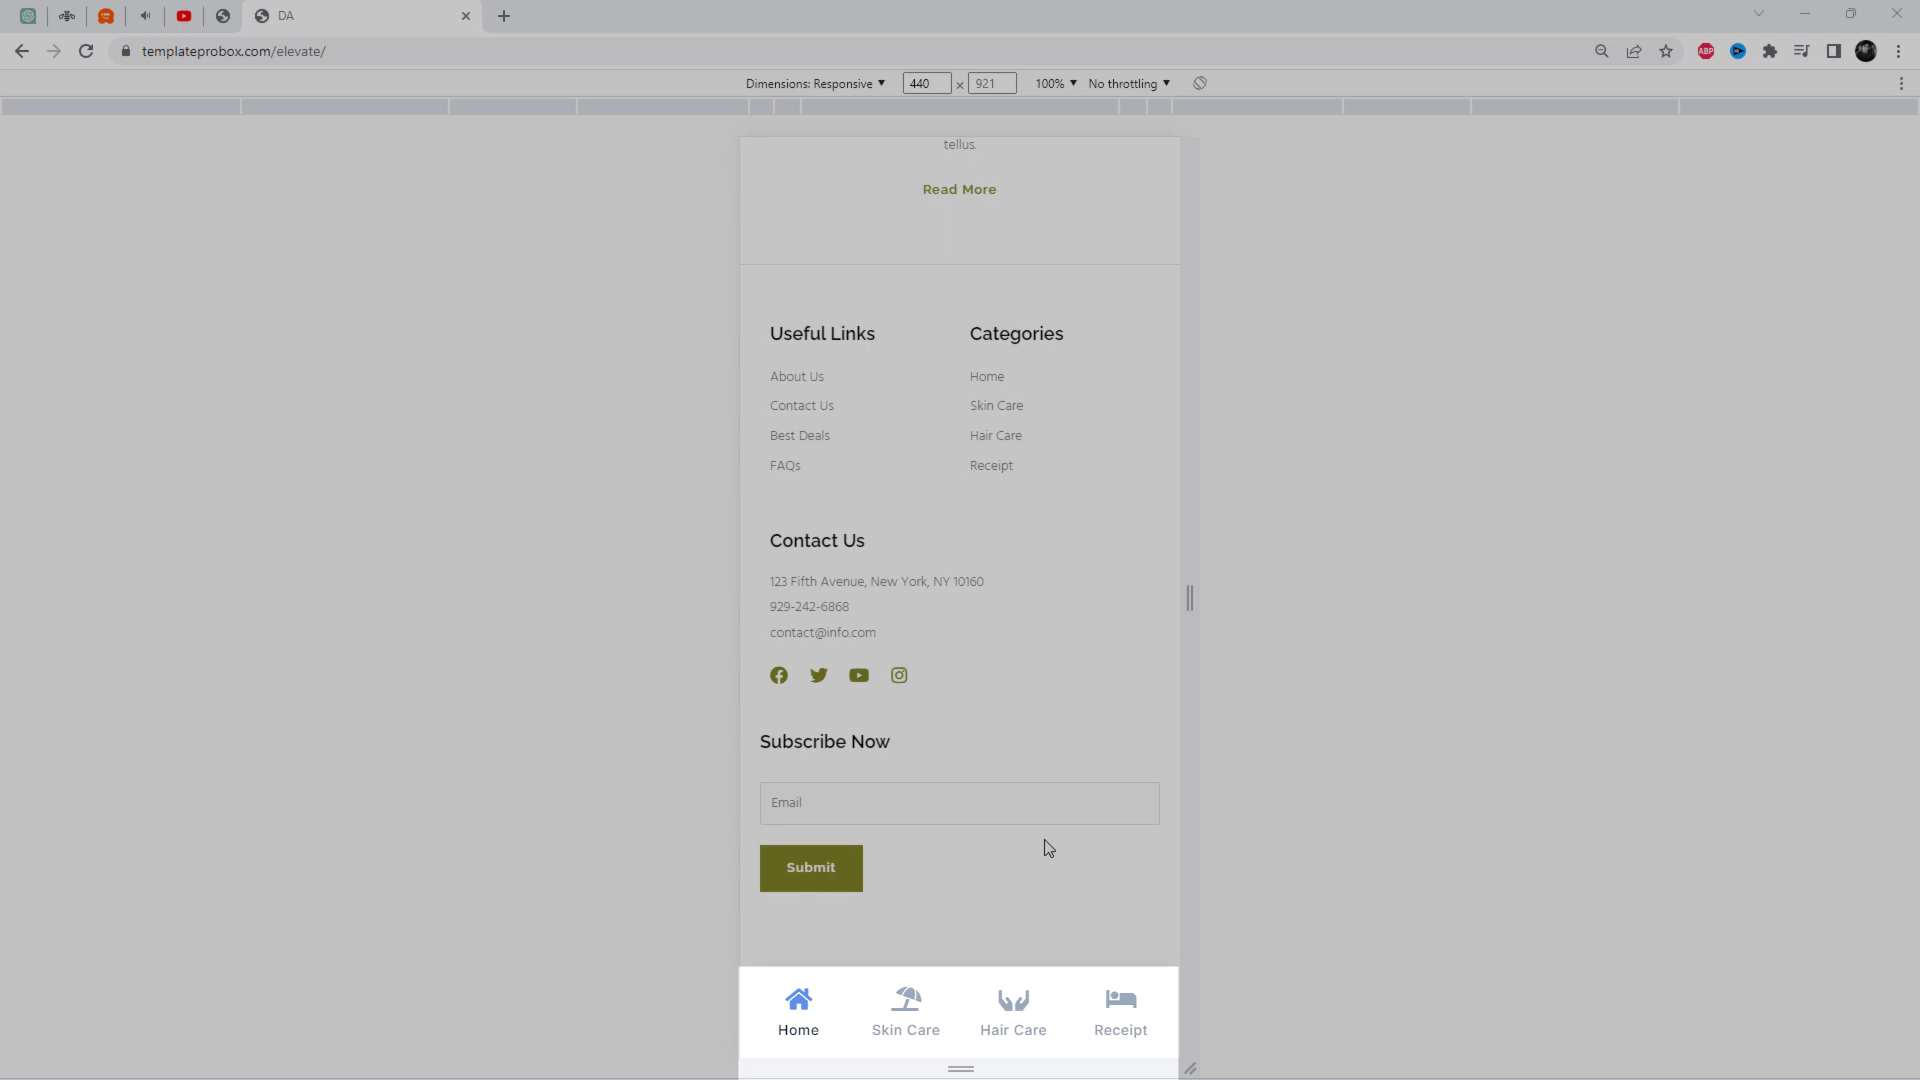 DA
templateprobox.com/elevate/
ABP
Dimensions: Responsive 440 × 921 100% No throttling
tellus.
Read More
Useful Links
About Us
Contact Us
Best Deals
FAQs
Categories
Home
Skin Care
Hair Care
Receipt
Contact Us
123 Fifth Avenue, New York, NY 10160
929-242-6868
contact@info.com
Subscribe Now
Email
Submit
Home
Skin Care
Hair Care
Receipt